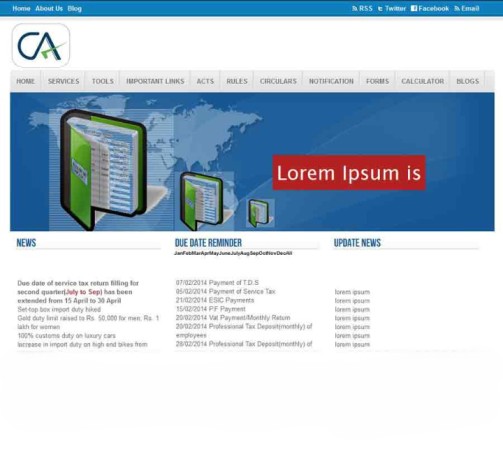 Home About Us Blog
RSS Twitter Facebook Email
CA
HOME SERVICES TOOLS IMPORTANT LINKS ACTS RULES CIRCULARS NOTIFICATION FORMS CALCULATOR BLOGS
Lorem Ipsum is
NEWS
Due date of service tax return filling for
second quarter(July to Sep) has been
extended from 15 April to 30 April
Set-top box import duty hiked
Gold duty limit raised to Rs. 50,000 for men, Rs. 1
lakh for women
100% customs duty on luxury cars
Increase in import duty on high end bikes from
DUE DATE REMINDER
JanFebMarAprMayJuneJulyAugSepOctNovDecAll
07/02/2014 Payment of T.D.S
05/02/2014 Payment of Service Tax
21/02/2014 ESIC Payments
15/02/2014 P.F Payment
20/02/2014 Vat Payment/Monthly Return
20/02/2014 Professional Tax Deposit(monthly) of
employees
28/02/2014 Professional Tax Deposit(monthly) of
UPDATE NEWS
lorem ipsum
lorem ipsum
lorem ipsum
lorem ipsum
lorem ipsum
lorem ipsum
lorem ipsum